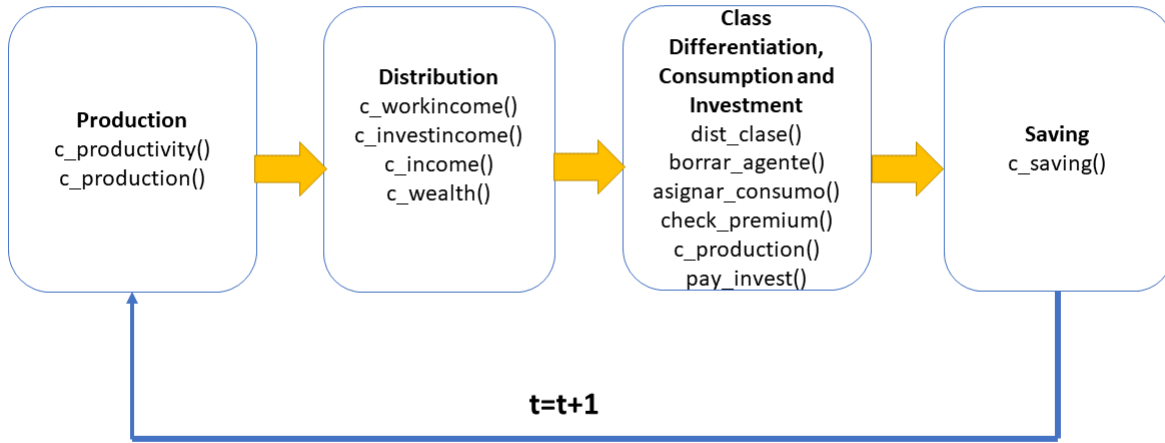 Production
c_productivity()
c_production()
Distribution
c_workincome()
c_investincome()
c_income()
c_wealth()
Class
Differentiation,
Consumption and
Investment
dist_clase()
borrar_agente()
asignar_consumo()
check_premium()
c_production()
pay_invest()
Saving
c_saving()
t=t+1